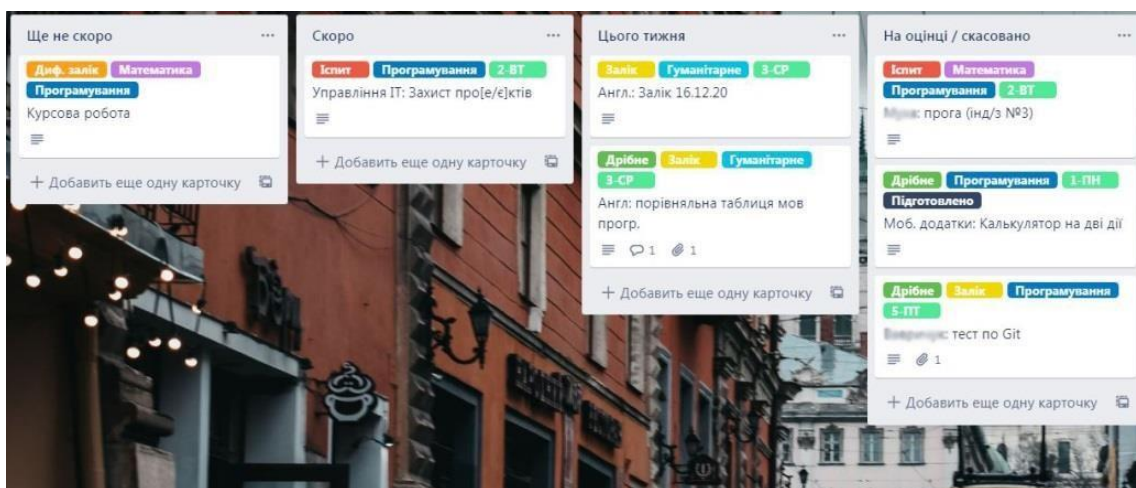 Ще не скоро
Диф. залік Математика
Програмування
Курсова робота
+ Добавить еще одну карточку
Скоро
Іспит Програмування 2-ВТ
Управління ІТ: Захист про[е/є]ктів
+ Добавить еще одну карточку
Цього тижня
Залік Гуманітарне 3-СР
Англ.: Залік 16.12.20
Дрібне Залік Гуманітарне
3-СР
Англ: порівняльна таблиця мов
прогр.
1 1
+ Добавить еще одну карточку
На оцінці / скасовано
Іспит Математика
Програмування 2-ВТ
: прога (інд/з №3)
Дрібне Програмування 1-ПН
Підготовлено
Моб. додатки: Калькулятор на дві дії
Дрібне Залік Програмування
5-ПТ
: тест по Git
1
+ Добавить еще одну карточку